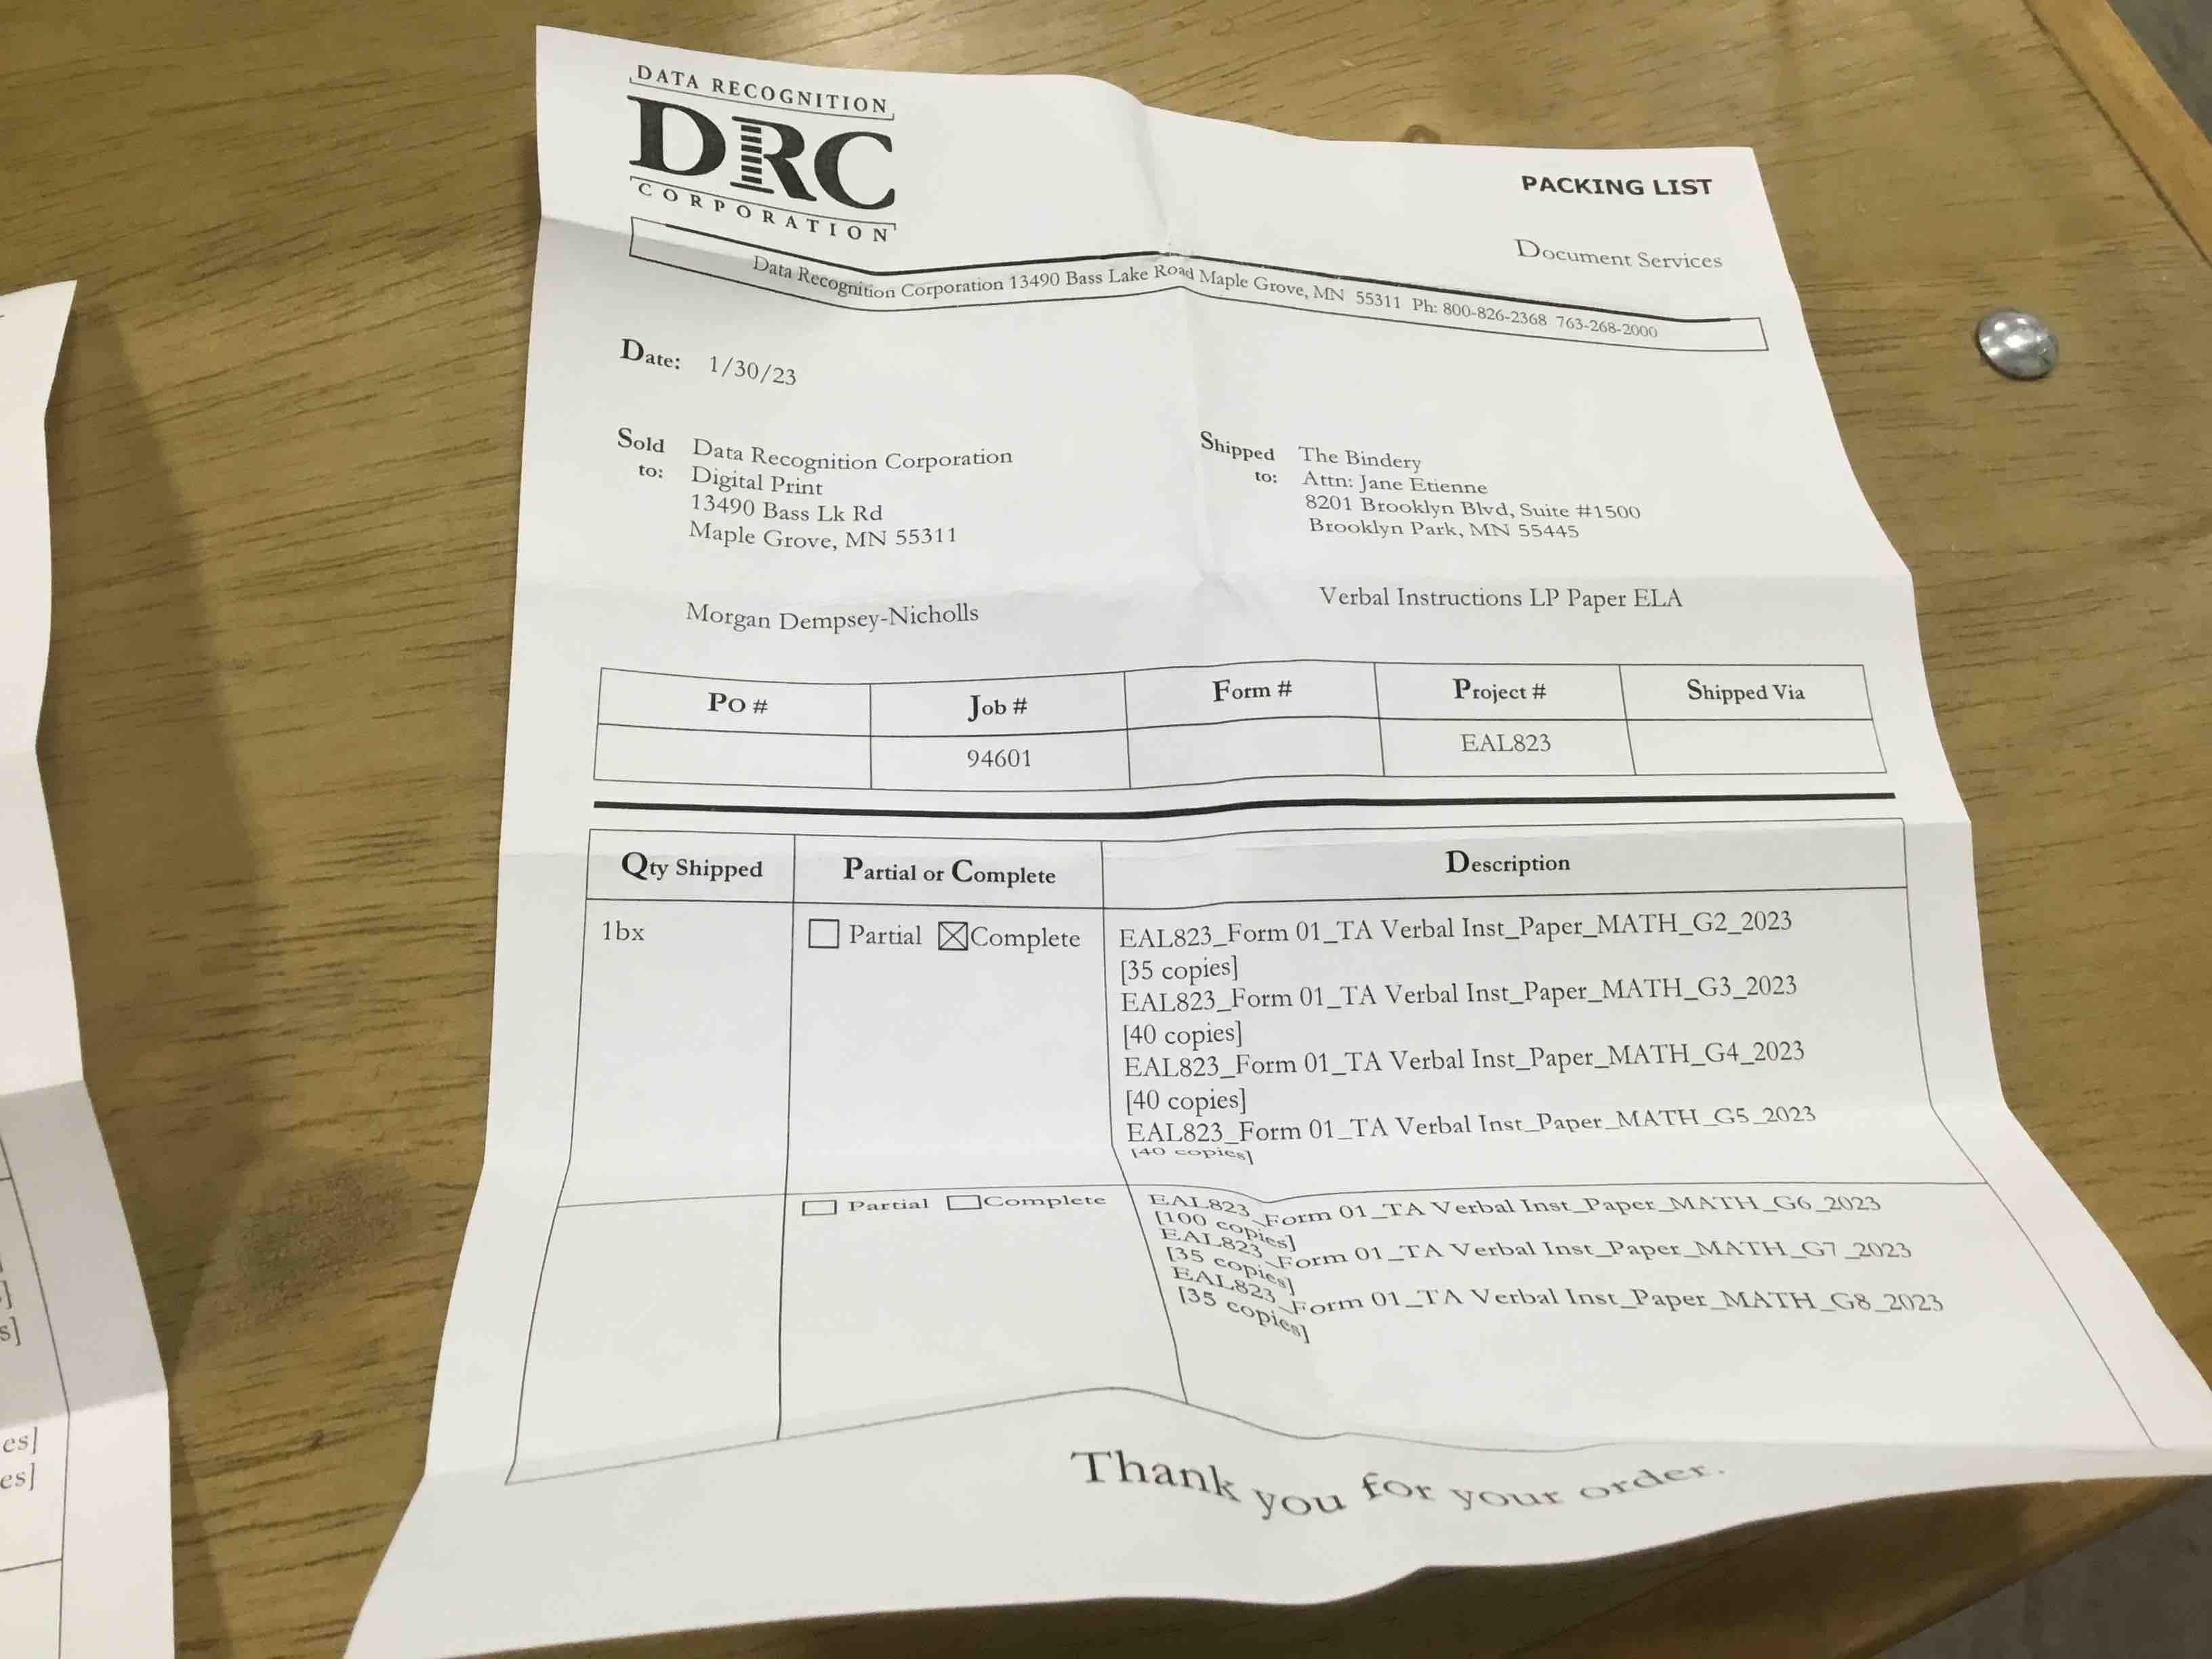 DATA RECOGNITION
DRC
CORPORATION
PACKING LIST
Document Services
Data Recognition Corporation 13490 Bass Lake Road Maple Grove, MN 55311 Ph: 800-826-2368 763-268-2000
Date: 1/30/23
Sold to:
Data Recognition Corporation
Digital Print
13490 Bass Lk Rd
Maple Grove, MN 55311
Shipped to:
The Bindery
Attn: Jane Etienne
8201 Brooklyn Blvd, Suite #1500
Brooklyn Park, MN 55445
Morgan Dempsey-Nicholls
Verbal Instructions LP Paper ELA
PO # Job # Form # Project # Shipped Via
94601 EAL823
Qty Shipped Partial or Complete Description
1bx Partial Complete EAL823_Form 01_TA Verbal Inst_Paper_MATH_G2_2023
[35 copies]
EAL823_Form 01_TA Verbal Inst_Paper_MATH_G3_2023
[40 copies]
EAL823_Form 01_TA Verbal Inst_Paper_MATH_G4_2023
[40 copies]
EAL823_Form 01_TA Verbal Inst_Paper_MATH_G5_2023
[40 copies]
Partial Complete EAL823_Form 01_TA Verbal Inst_Paper_MATH_G6_2023
[100 copies]
EAL823_Form 01_TA Verbal Inst_Paper_MATH_G7_2023
[35 copies]
EAL823_Form 01_TA Verbal Inst_Paper_MATH_G8_2023
[35 copies]
Thank you for your order.
s]
es]
es]